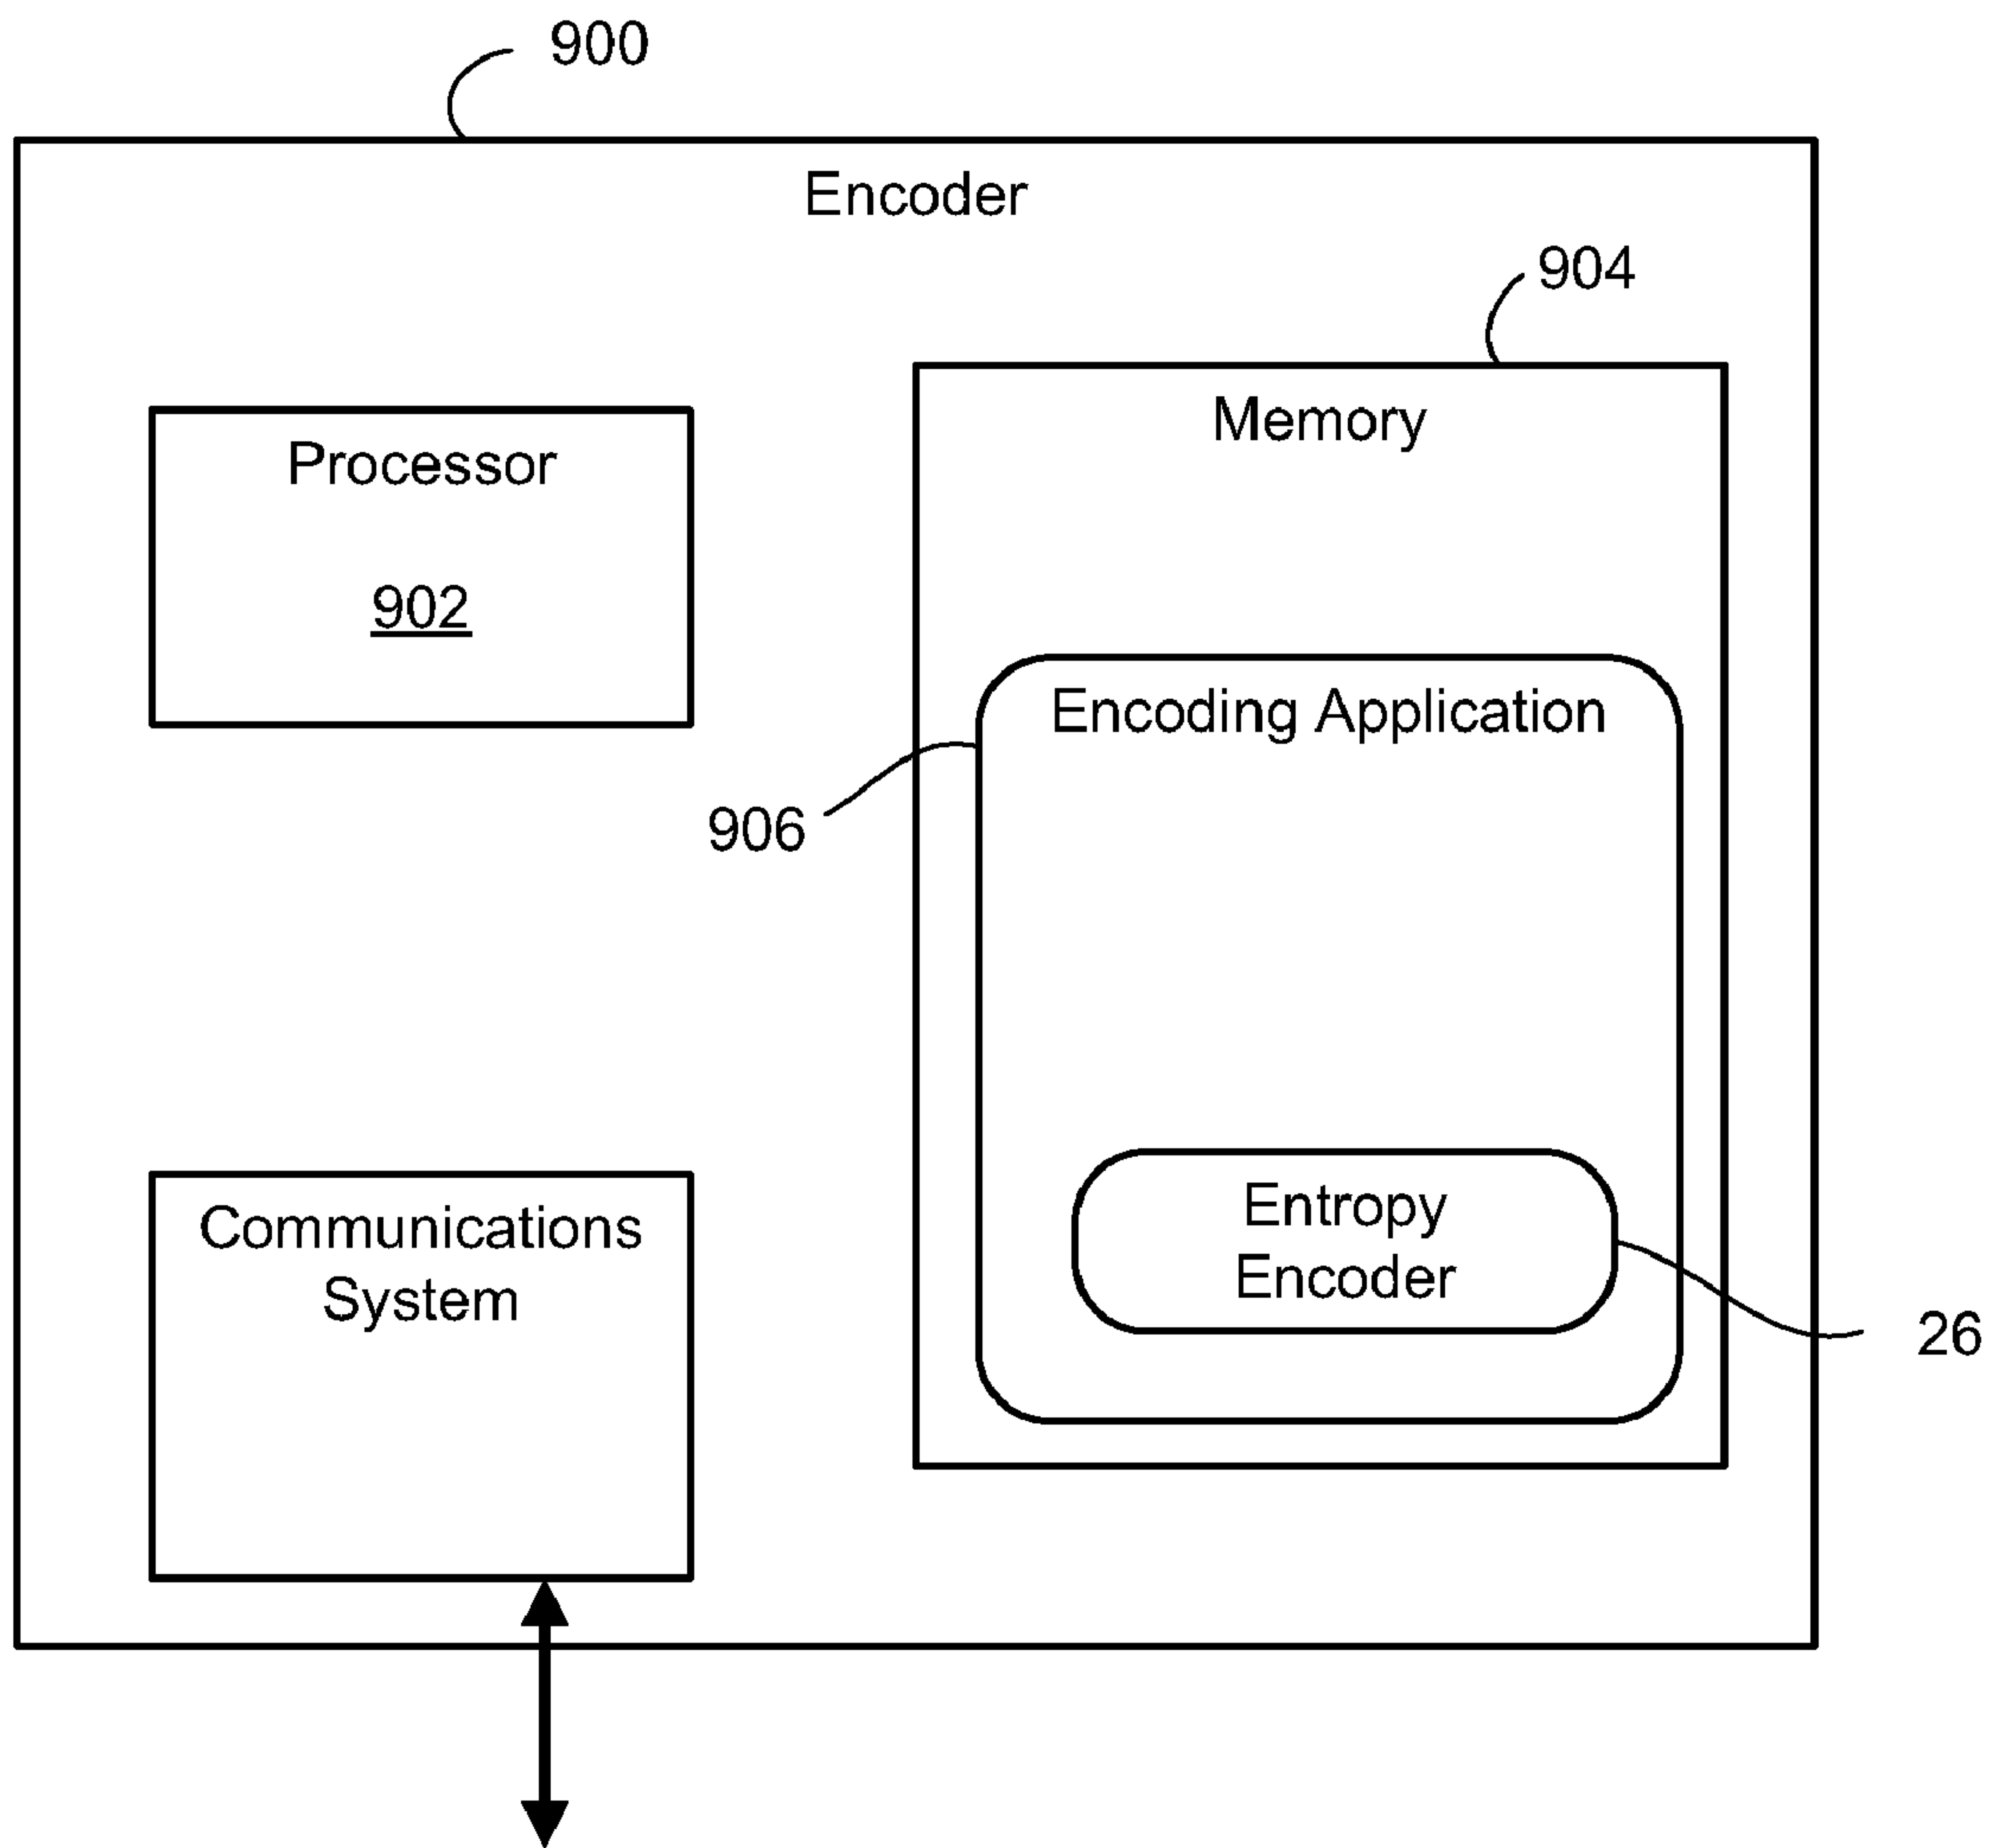 900
Encoder
904
Memory
Processor
902
Encoding Application
906
Entropy
Encoder
Communications
System
26